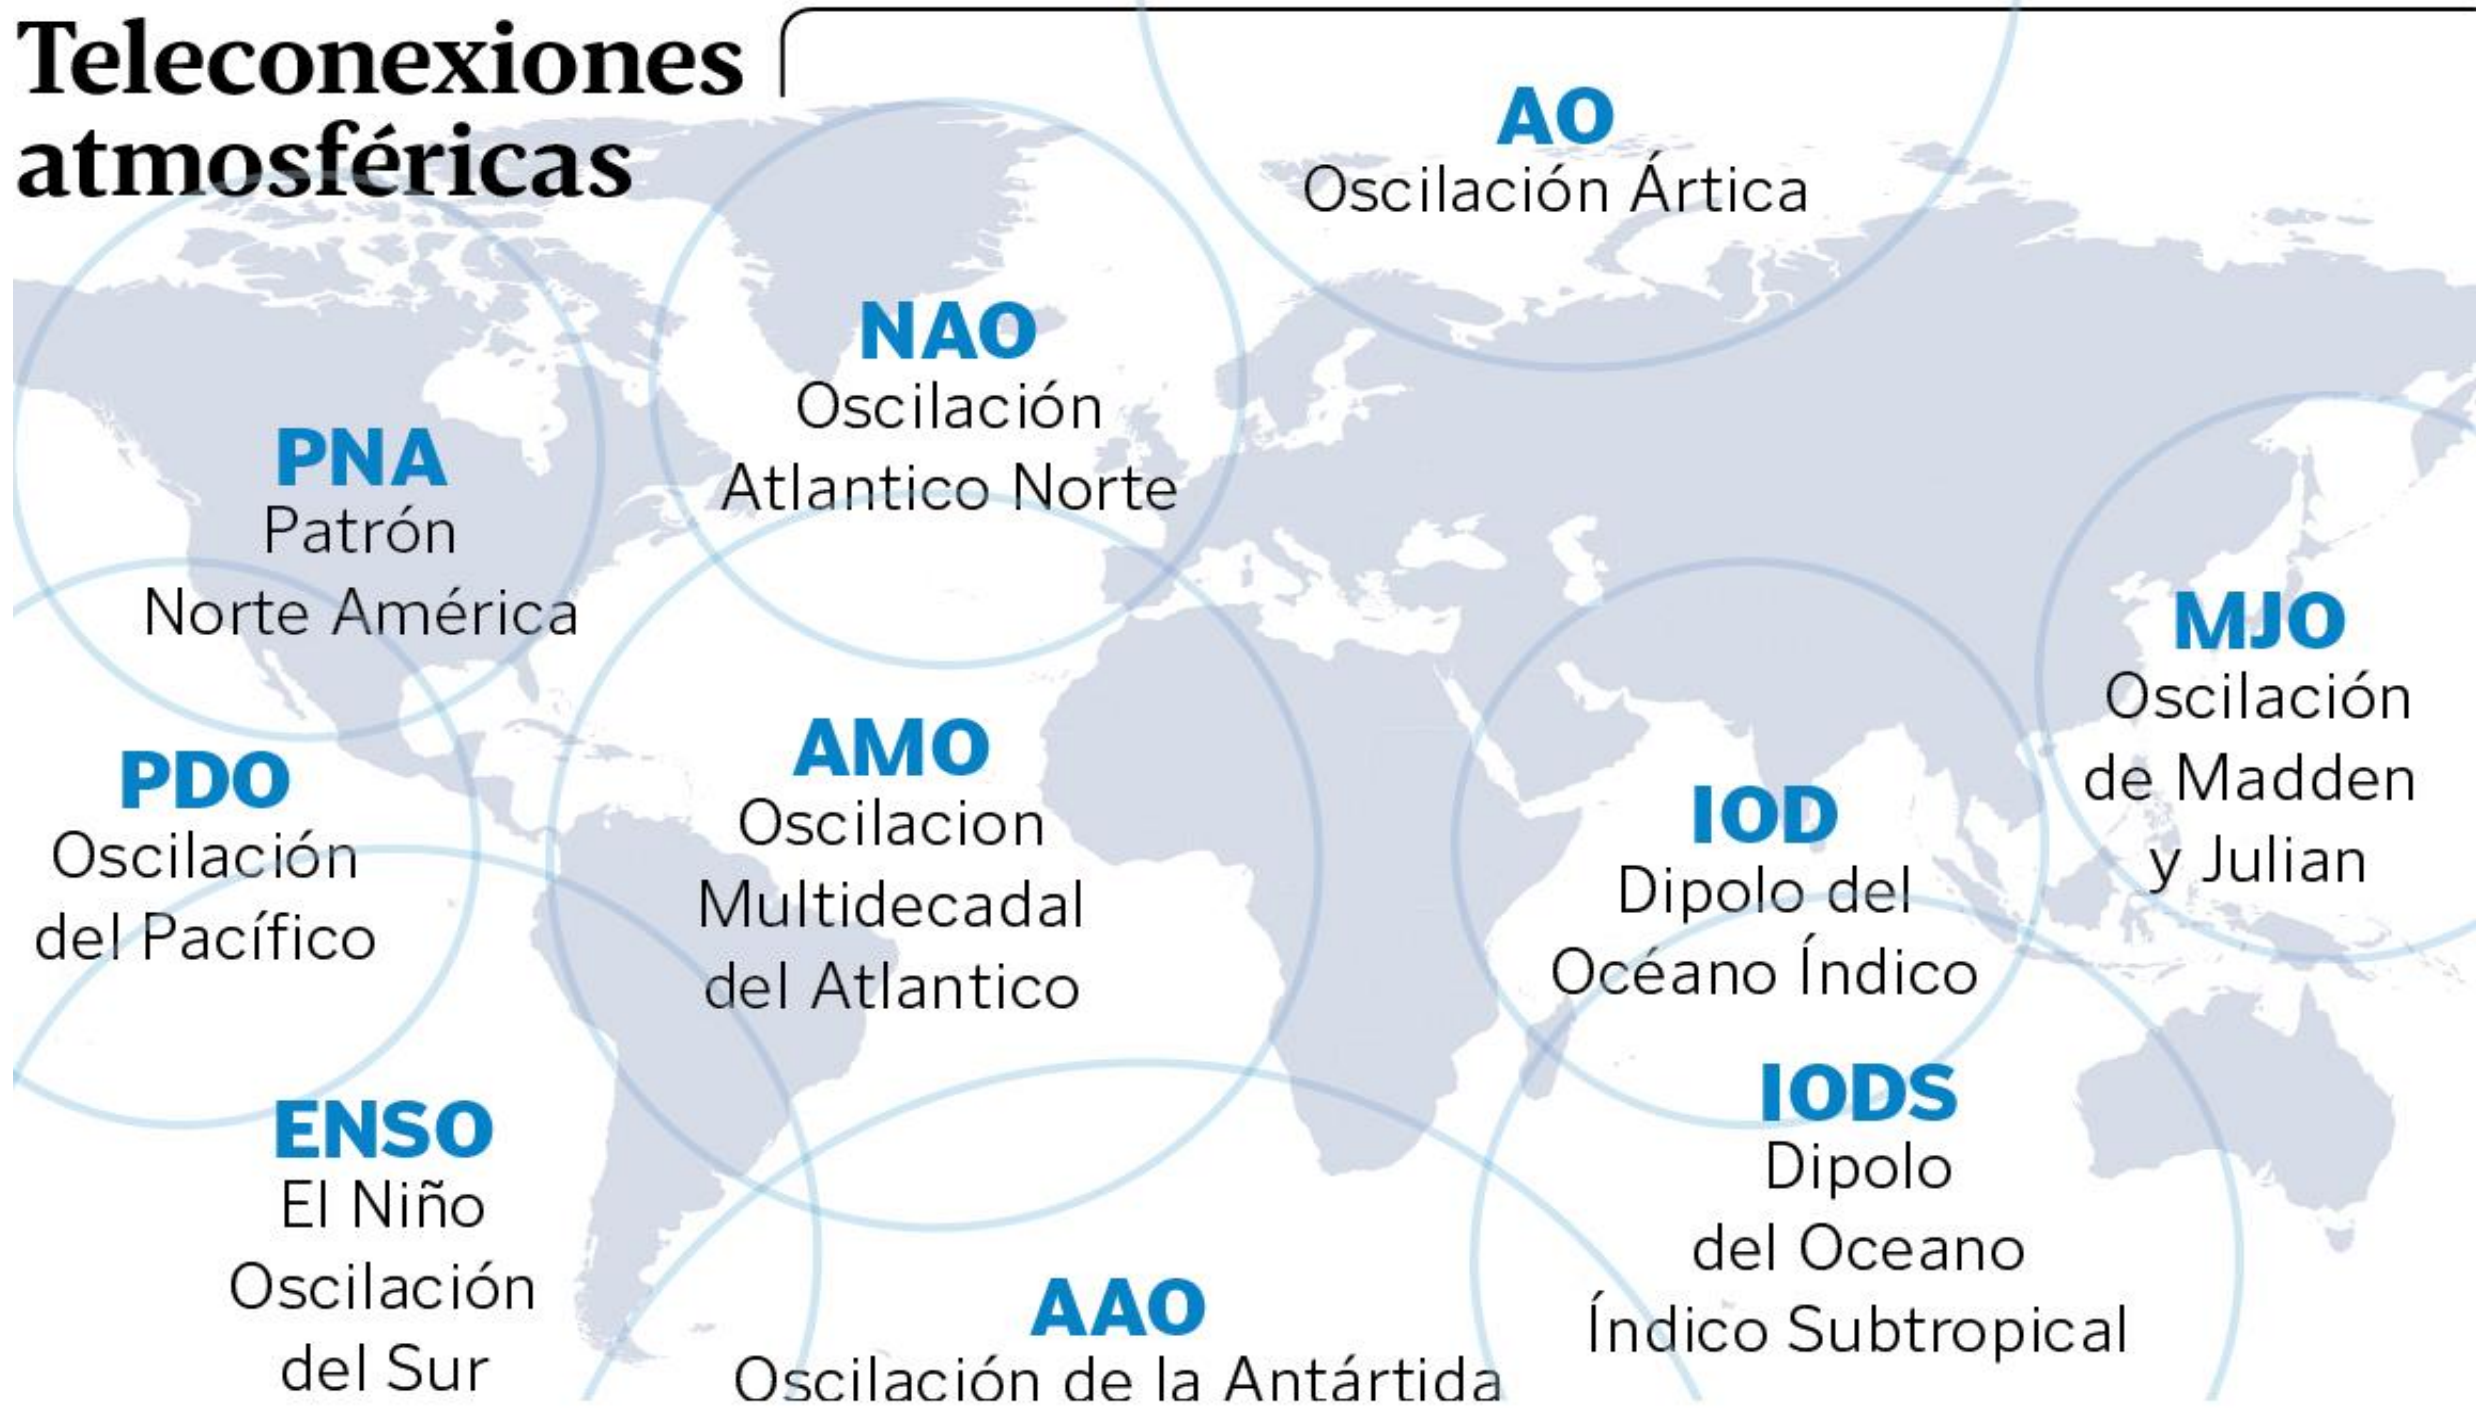 Teleconexiones
atmosféricas
AO
Oscilación Ártica
NAO
Oscilación
Atlantico Norte
PNA
Patrón
Norte América
MJO
Oscilación
de Madden
y Julian
PDO
Oscilación
del Pacífico
AMO
Oscilacion
Multidecadal
del Atlantico
IOD
Dipolo del
Océano Índico
ENSO
El Niño
Oscilación
del Sur
IODS
Dipolo
del Oceano
Índico Subtropical
AAO
Oscilación de la Antártida